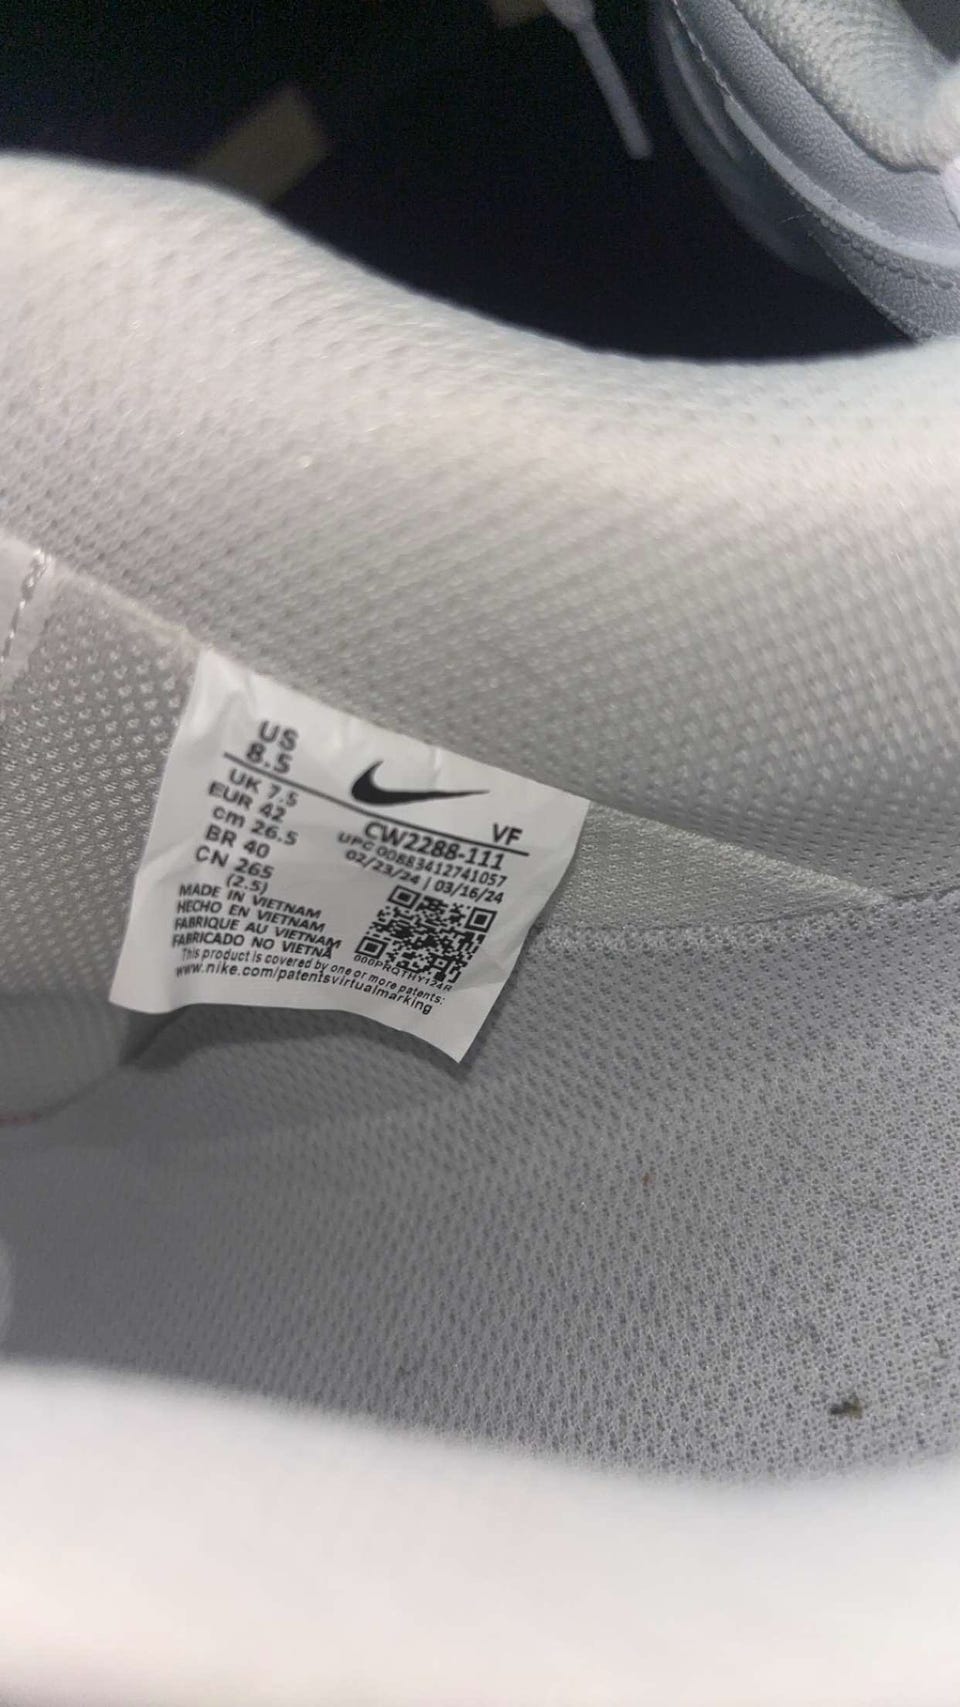 US
8.5
UK 7.5
EUR 42
cm 26.5
BR 40
CN 265
(2.5)
VF
CW2288-111
UPC 00883412741057
02/23/24 | 03/16/24
MADE IN VIETNAM
HECHO EN VIETNAM
FABRIQUE AU VIETNAM
FABRICADO NO VIETNÃ
000PRQTHY124R
This product is covered by one or more patents:
www.nike.com/patentsvirtualmarking